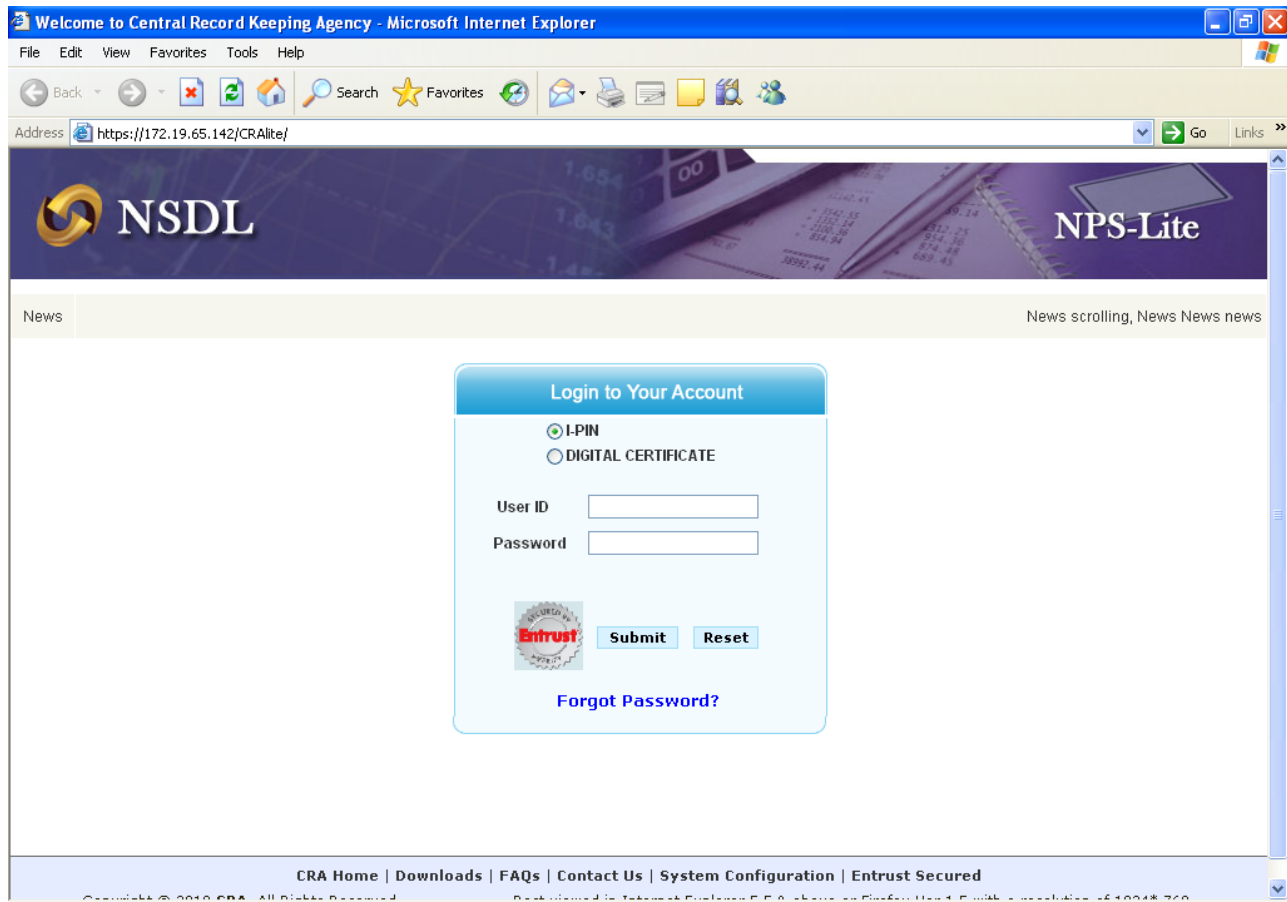 Welcome to Central Record Keeping Agency - Microsoft Internet Explorer
File Edit View Favorites Tools Help
Back Search Favorites
Address https://172.19.65.142/CRAlite/ Go Links »
NSDL
NPS-Lite
News News scrolling, News News news
Login to Your Account
I-PIN
DIGITAL CERTIFICATE
User ID
Password
SECURED BY
Entrust
Submit Reset
Forgot Password?
CRA Home | Downloads | FAQs | Contact Us | System Configuration | Entrust Secured